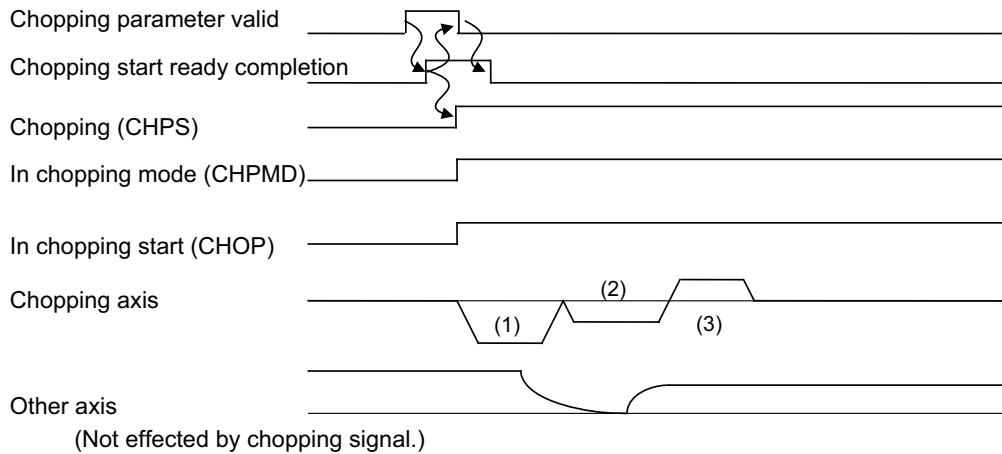 Chopping parameter valid
Chopping start ready completion
Chopping (CHPS)
In chopping mode (CHPMD)
In chopping start (CHOP)
Chopping axis
(1)
(2)
(3)
Other axis
(Not effected by chopping signal.)